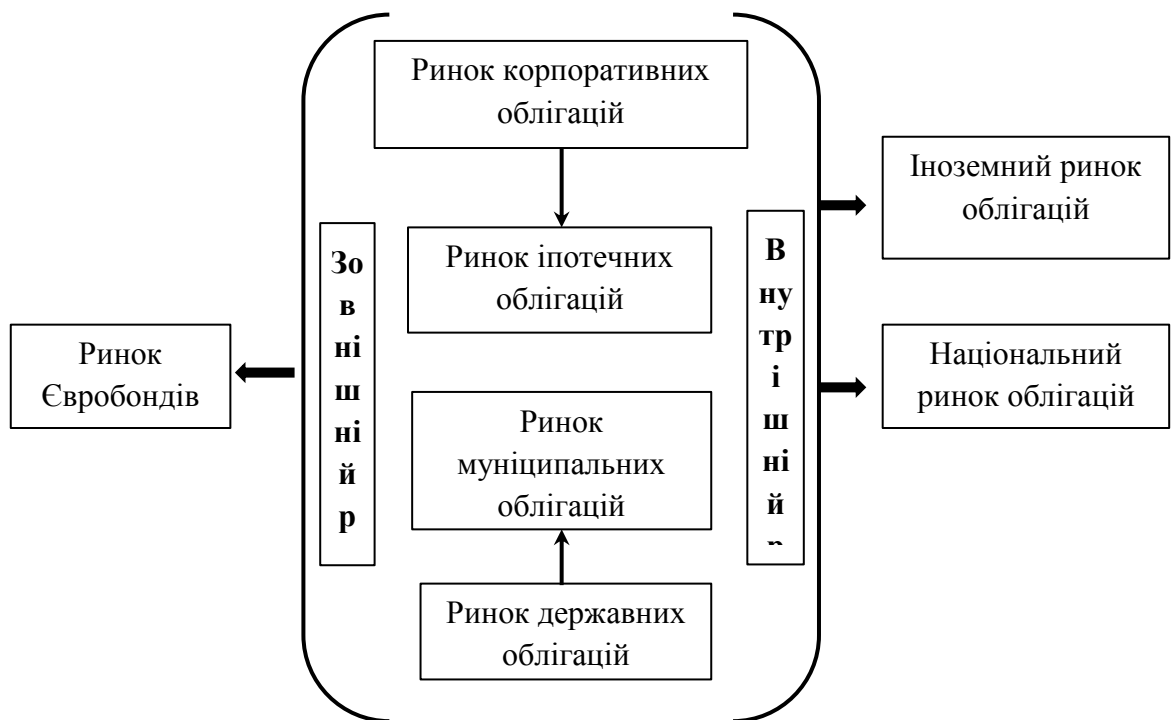 Ринок корпоративних
облігацій
Іноземний ринок
облігацій
Зо
в
ні
ш
ні
й р
Ринок іпотечних
облігацій
В
ну
трі
ш
ні
й
Ринок
Євробондів
Національний
ринок облігацій
Ринок
муніципальних
облігацій
Ринок державних
облігацій